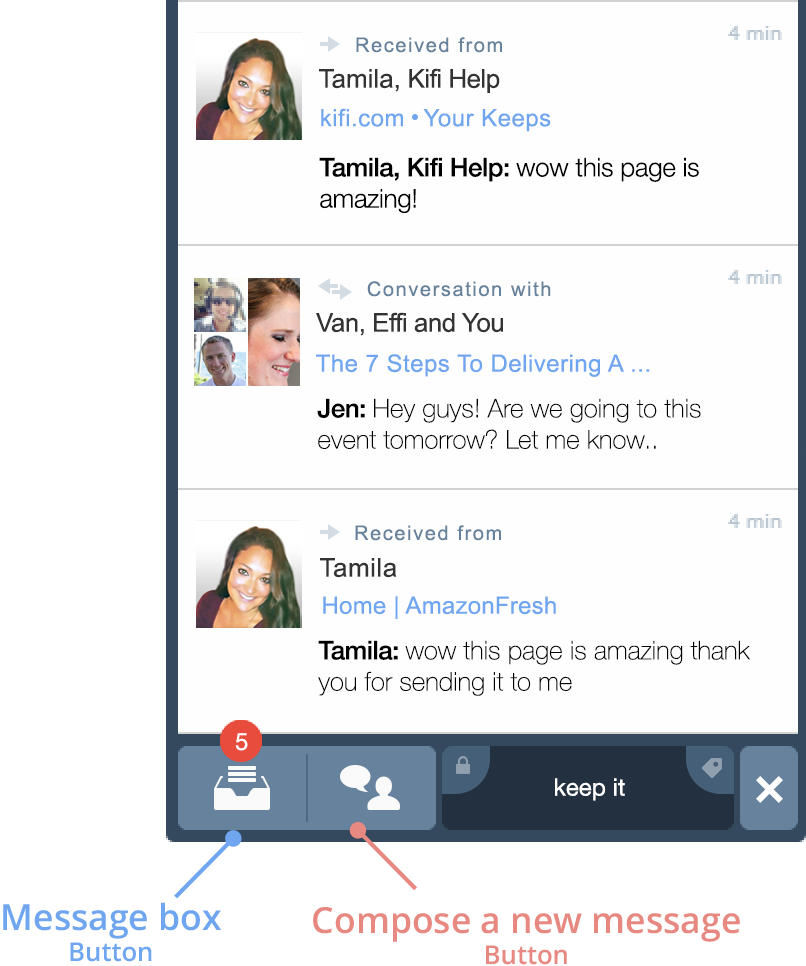 Received from
4 min
Tamila, Kifi Help
kifi.com • Your Keeps
Tamila, Kifi Help: wow this page is
amazing!
Conversation with
4 min
Van, Effi and You
The 7 Steps To Delivering A ...
Jen: Hey guys! Are we going to this
event tomorrow? Let me know..
Received from
4 min
Tamila
Home | AmazonFresh
Tamila: wow this page is amazing thank
you for sending it to me
5
keep it
Message box
Button
Compose a new message
Button